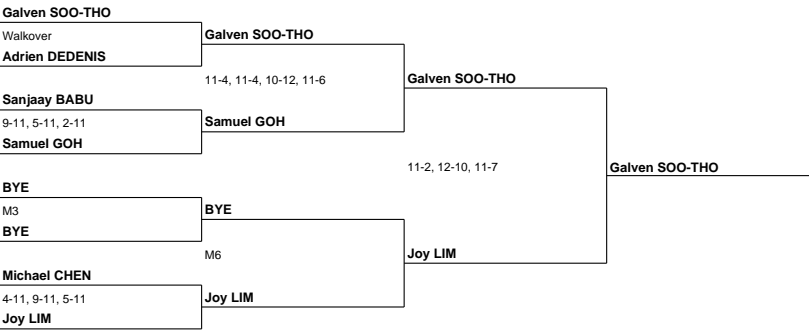 Galven SOO-THO
Walkover
Adrien DEDENIS
Galven SOO-THO
11-4, 11-4, 10-12, 11-6
Sanjaay BABU
9-11, 5-11, 2-11
Samuel GOH
Samuel GOH
Galven SOO-THO
11-2, 12-10, 11-7
Galven SOO-THO
BYE
M3
BYE
BYE
M6
Michael CHEN
4-11, 9-11, 5-11
Joy LIM
Joy LIM
Joy LIM